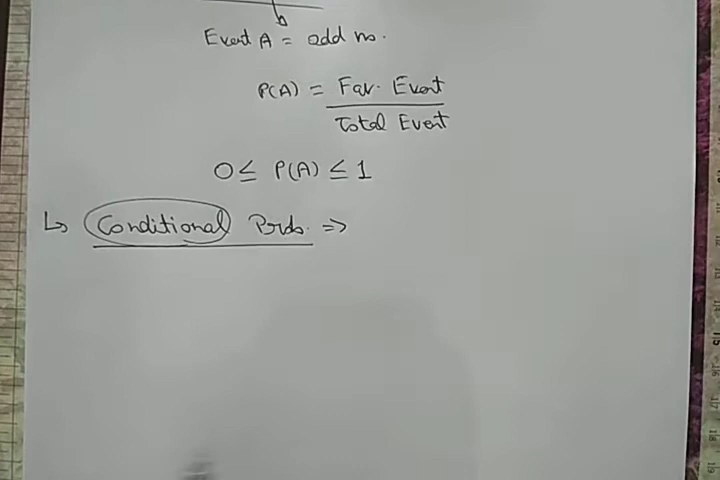 b
Event A = odd no.
P(A) = Fav. Event
Total Event
0 ≤ P(A) ≤ 1
↳ Conditional Prob. ⇒